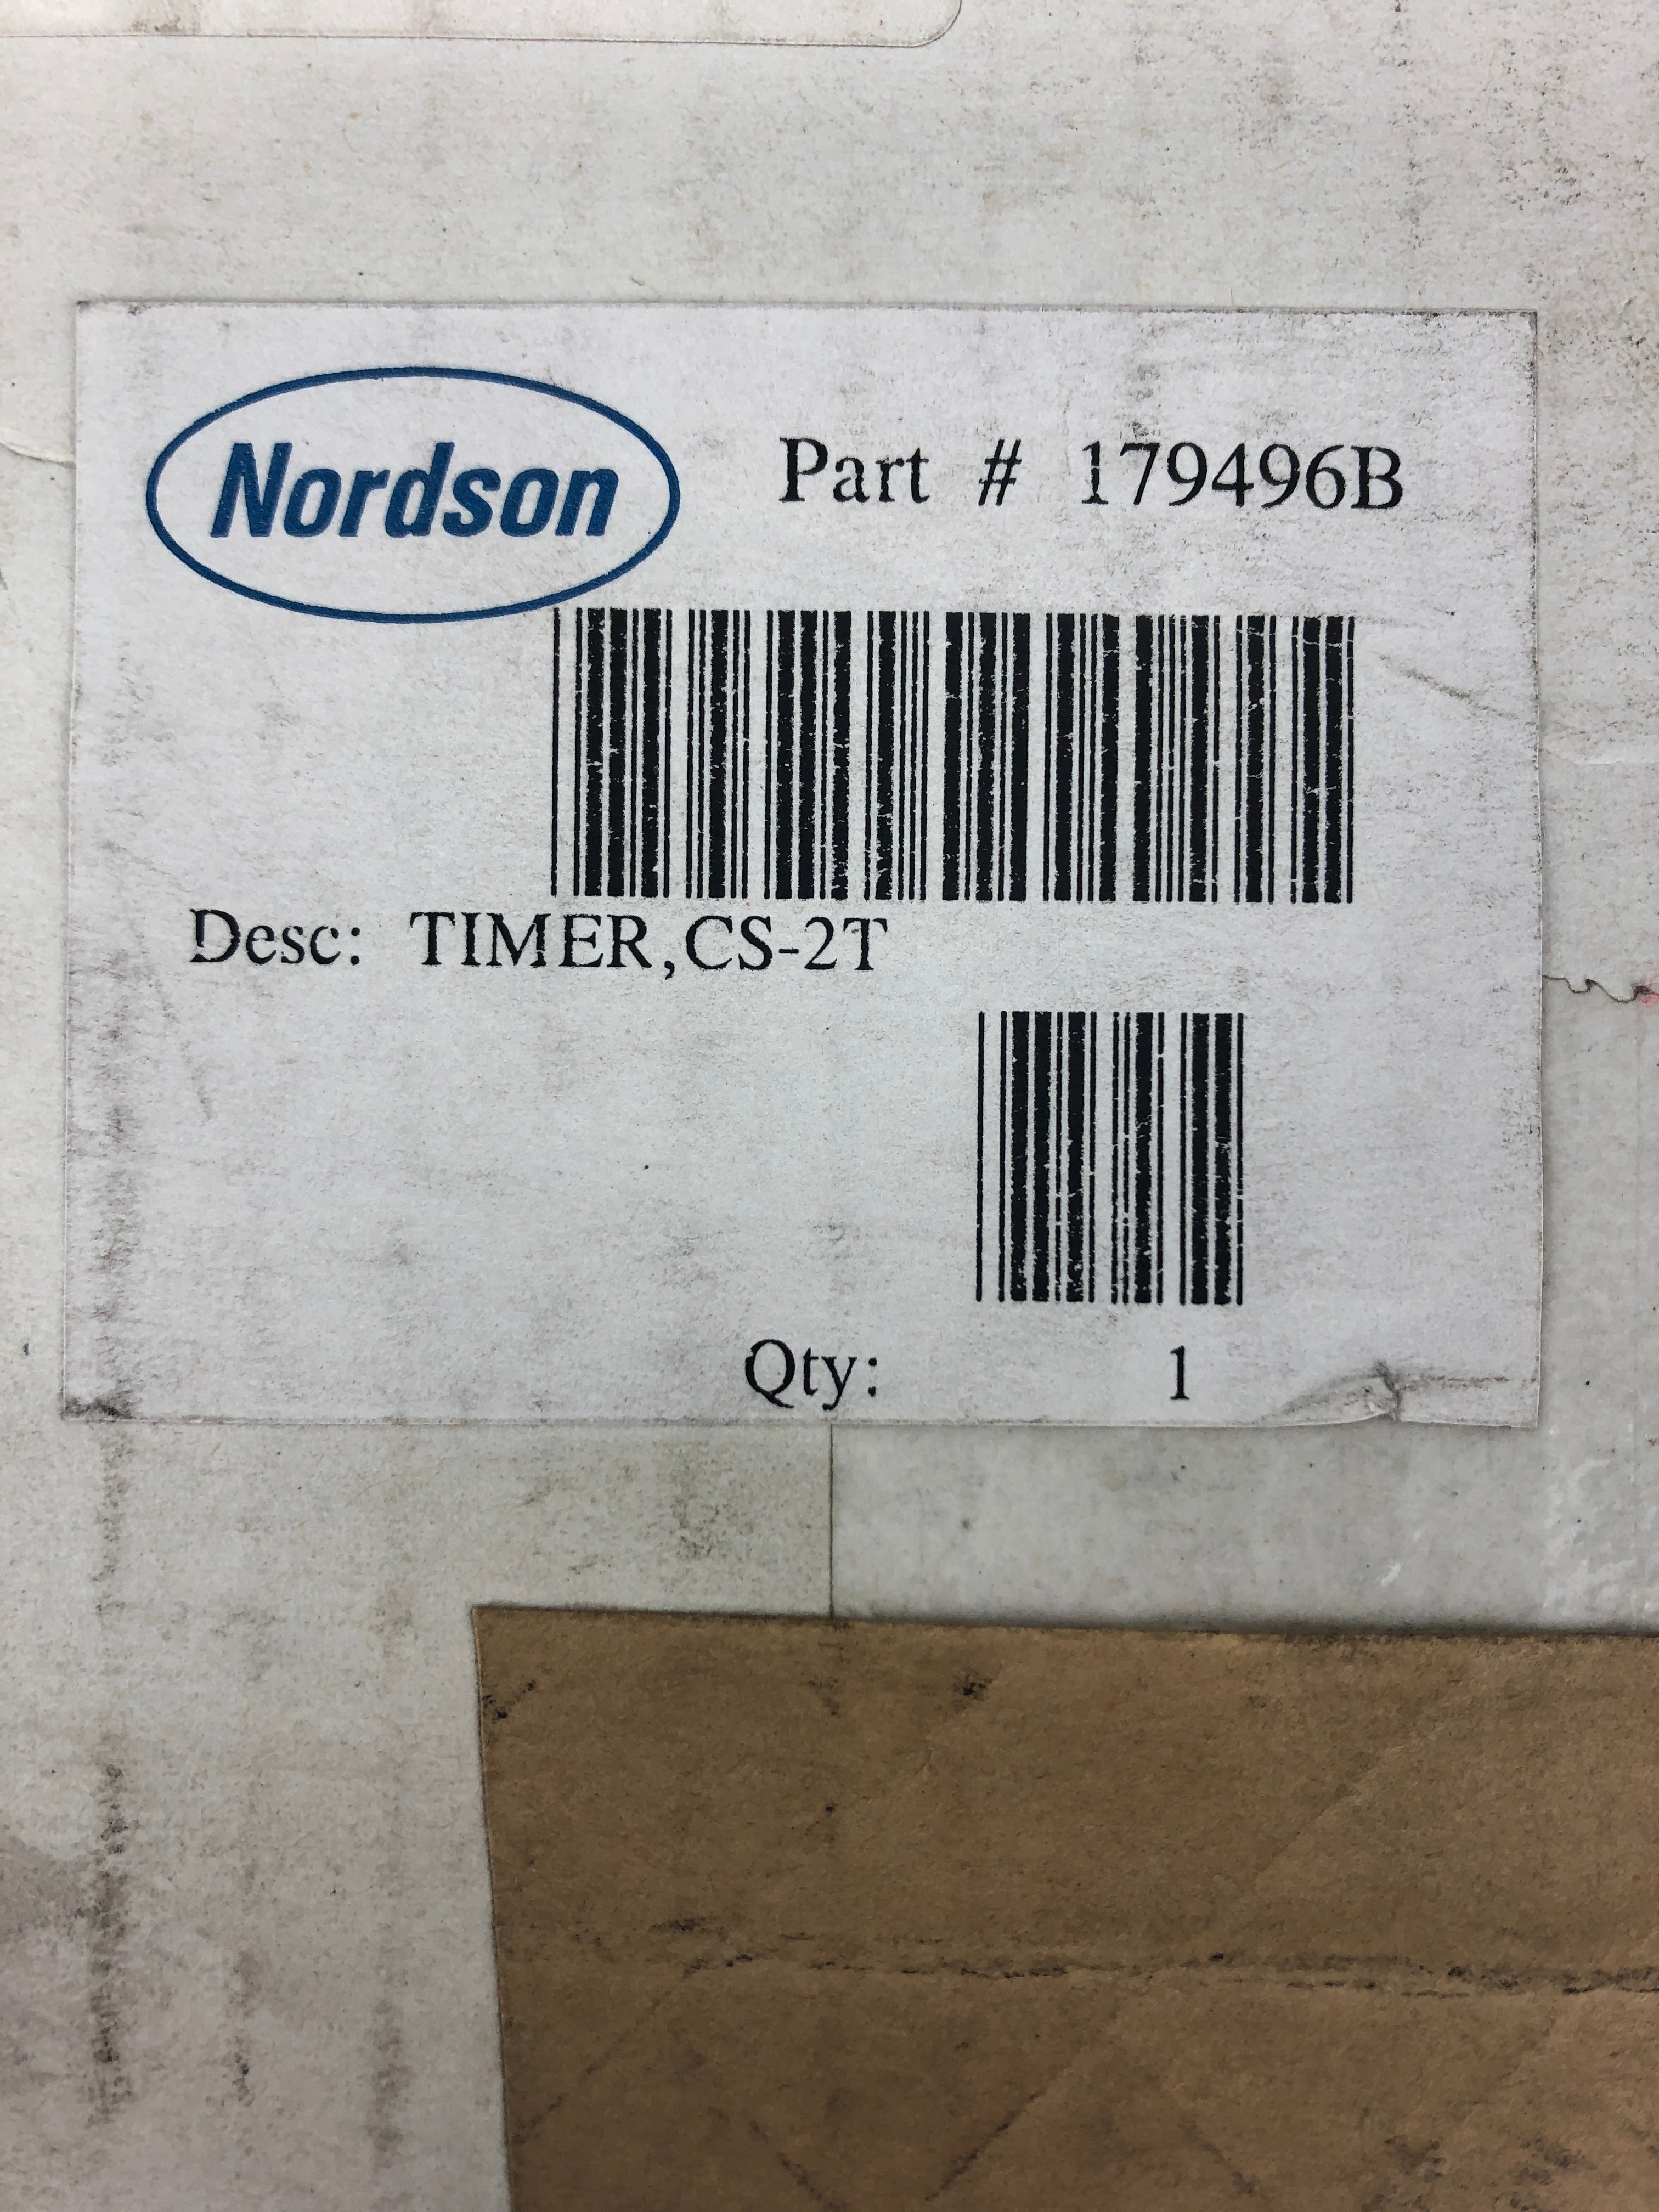 Nordson
Part # 179496B
Desc: TIMER,CS-2T
Qty: 1